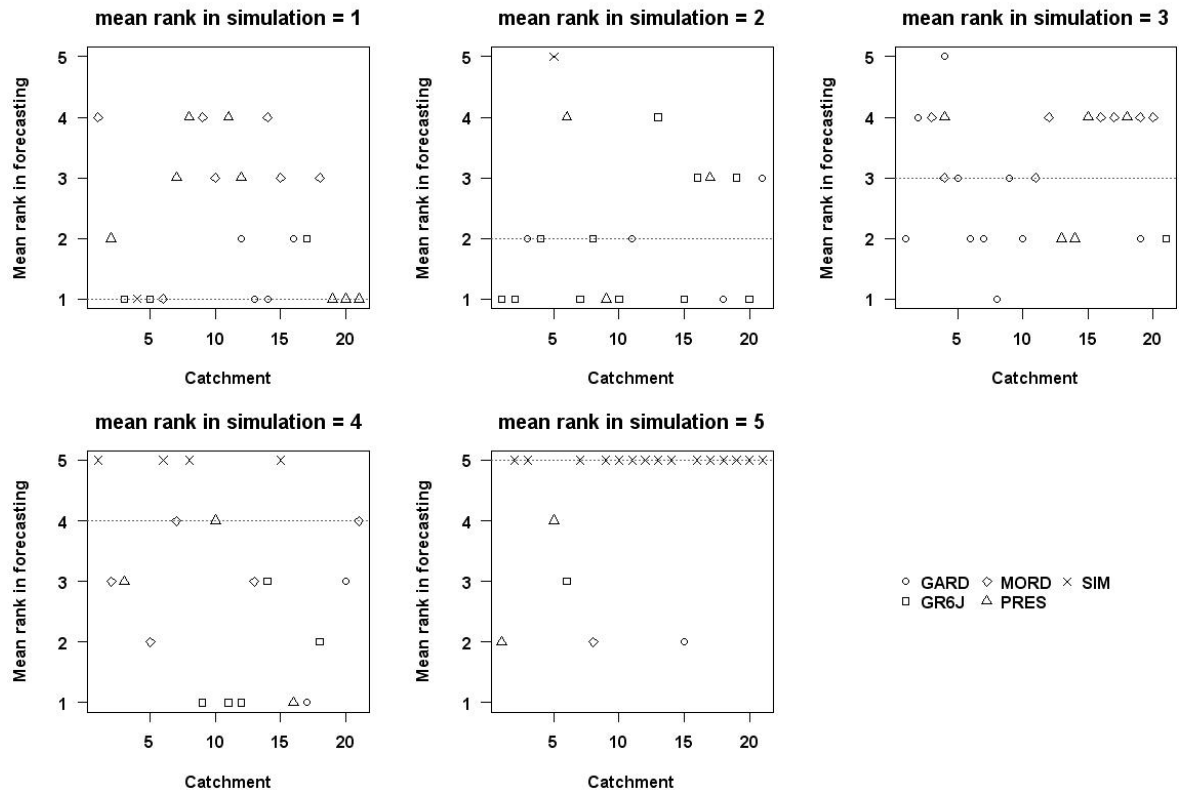 mean rank in simulation = 1
Mean rank in forecasting
5
4
3
2
1
5 10 15 20
Catchment
mean rank in simulation = 2
Mean rank in forecasting
5
4
3
2
1
5 10 15 20
Catchment
mean rank in simulation = 3
Mean rank in forecasting
5
4
3
2
1
5 10 15 20
Catchment
mean rank in simulation = 4
Mean rank in forecasting
5
4
3
2
1
5 10 15 20
Catchment
mean rank in simulation = 5
Mean rank in forecasting
5
4
3
2
1
5 10 15 20
Catchment
GARD MORD SIM
GR6J PRES